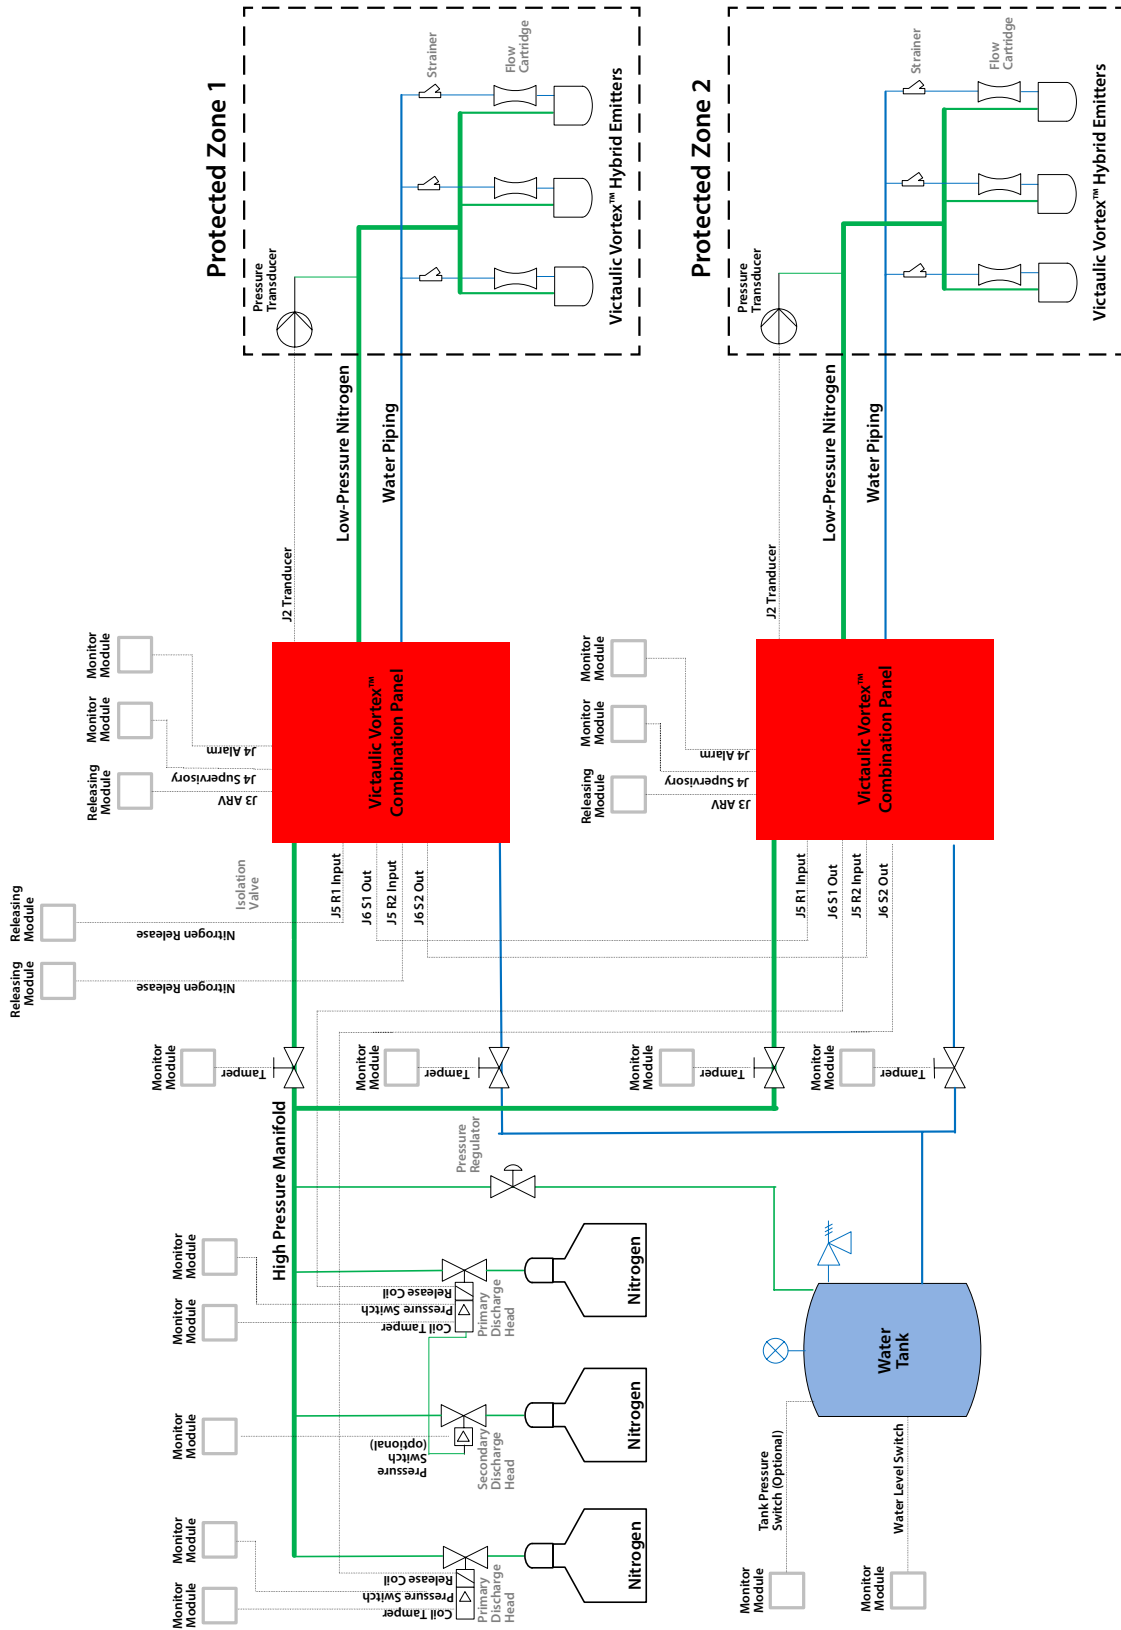 Protected Zone 1
Pressure
Transducer
Strainer
Flow
Cartridge
Victaulic Vortex™ Hybrid Emitters
Low-Pressure Nitrogen
Water Piping
J2 Tranducer
Protected Zone 2
Pressure
Transducer
Strainer
Flow
Cartridge
Victaulic Vortex™ Hybrid Emitters
Low-Pressure Nitrogen
Water Piping
J2 Tranducer
Monitor
Module
Monitor
Module
Releasing
Module
J4 Alarm
J4 Supervisory
J3 ARV
Victaulic Vortex™
Combination Panel
Monitor
Module
Monitor
Module
Releasing
Module
J4 Alarm
J4 Supervisory
J3 ARV
Victaulic Vortex™
Combination Panel
Releasing
Module
Nitrogen Release
Releasing
Module
Nitrogen Release
Isolation
Valve
J5 R1 Input
J6 S1 Out
J5 R2 Input
J6 S2 Out
J5 R1 Input
J6 S1 Out
J5 R2 Input
J6 S2 Out
Monitor
Module
Tamper
Monitor
Module
Tamper
Monitor
Module
Tamper
Monitor
Module
Tamper
High Pressure Manifold
Pressure
Regulator
Monitor
Module
Monitor
Module
Release Coil
Pressure Switch
Coil Tamper
Primary
Discharge
Head
Nitrogen
Monitor
Module
Pressure
Switch
(optional)
Secondary
Discharge
Head
Nitrogen
Monitor
Module
Monitor
Module
Release Coil
Pressure Switch
Coil Tamper
Primary
Discharge
Head
Nitrogen
Water
Tank
Tank Pressure
Switch (Optional)
Water Level Switch
Monitor
Module
Monitor
Module